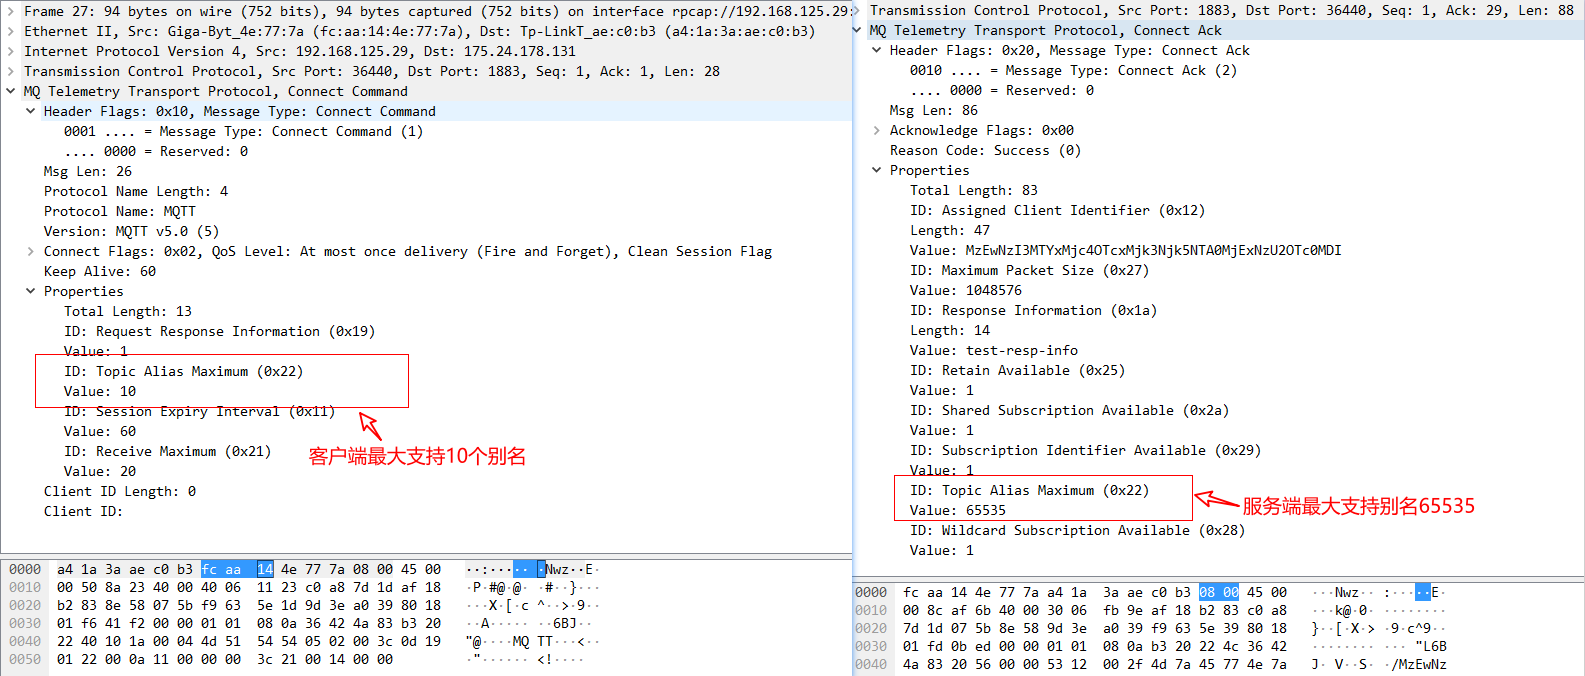 Frame 27: 94 bytes on wire (752 bits), 94 bytes captured (752 bits) on interface rpcap://192.168.125.29:
Ethernet II, Src: Giga-Byt_4e:77:7a (fc:aa:14:4e:77:7a), Dst: Tp-LinkT_ae:c0:b3 (a4:1a:3a:ae:c0:b3)
Internet Protocol Version 4, Src: 192.168.125.29, Dst: 175.24.178.131
Transmission Control Protocol, Src Port: 36440, Dst Port: 1883, Seq: 1, Ack: 1, Len: 28
MQ Telemetry Transport Protocol, Connect Command
Header Flags: 0x10, Message Type: Connect Command
0001 .... = Message Type: Connect Command (1)
.... 0000 = Reserved: 0
Msg Len: 26
Protocol Name Length: 4
Protocol Name: MQTT
Version: MQTT v5.0 (5)
Connect Flags: 0x02, QoS Level: At most once delivery (Fire and Forget), Clean Session Flag
Keep Alive: 60
Properties
Total Length: 13
ID: Request Response Information (0x19)
Value: 1
ID: Topic Alias Maximum (0x22)
Value: 10
ID: Session Expiry Interval (0x11)
Value: 60
ID: Receive Maximum (0x21)
Value: 20
Client ID Length: 0
Client ID:
客户端最大支持10个别名
0000 a4 1a 3a ae c0 b3 fc aa 14 4e 77 7a 08 00 45 00 ··:··· ·· ·Nwz··E·
0010 00 50 8a 23 40 00 40 06 11 23 c0 a8 7d 1d af 18 ·P·#@·@· ·#··}···
0020 b2 83 8e 58 07 5b f9 63 5e 1d 9d 3e a0 39 80 18 ···X·[·c ^··>·9··
0030 01 f6 41 f2 00 00 01 01 08 0a 36 42 4a 83 b3 20 ··A····· ··6BJ··
0040 22 40 10 1a 00 04 4d 51 54 54 05 02 00 3c 0d 19 "@····MQ TT···<··
0050 01 22 00 0a 11 00 00 00 3c 21 00 14 00 00 ·"······ <!····
Transmission Control Protocol, Src Port: 1883, Dst Port: 36440, Seq: 1, Ack: 29, Len: 88
MQ Telemetry Transport Protocol, Connect Ack
Header Flags: 0x20, Message Type: Connect Ack
0010 .... = Message Type: Connect Ack (2)
.... 0000 = Reserved: 0
Msg Len: 86
Acknowledge Flags: 0x00
Reason Code: Success (0)
Properties
Total Length: 83
ID: Assigned Client Identifier (0x12)
Length: 47
Value: MzEwNzI3MTYxMjc4OTcxMjk3Njk5NTA0MjExNzU2OTc0MDI
ID: Maximum Packet Size (0x27)
Value: 1048576
ID: Response Information (0x1a)
Length: 14
Value: test-resp-info
ID: Retain Available (0x25)
Value: 1
ID: Shared Subscription Available (0x2a)
Value: 1
ID: Subscription Identifier Available (0x29)
Value: 1
ID: Topic Alias Maximum (0x22)
Value: 65535
ID: Wildcard Subscription Available (0x28)
Value: 1
服务端最大支持别名65535
0000 fc aa 14 4e 77 7a a4 1a 3a ae c0 b3 08 00 45 00 ···Nwz·· :·····E·
0010 00 8c af 6b 40 00 30 06 fb 9e af 18 b2 83 c0 a8 ···k@·0· ········
0020 7d 1d 07 5b 8e 58 9d 3e a0 39 f9 63 5e 39 80 18 }··[·X·> ·9·c^9··
0030 01 fd 0b ed 00 00 01 01 08 0a b3 20 22 4c 36 42 ········ ··· "L6B
0040 4a 83 20 56 00 00 53 12 00 2f 4d 7a 45 77 4e 7a J· V··S· ·/MzEwNz